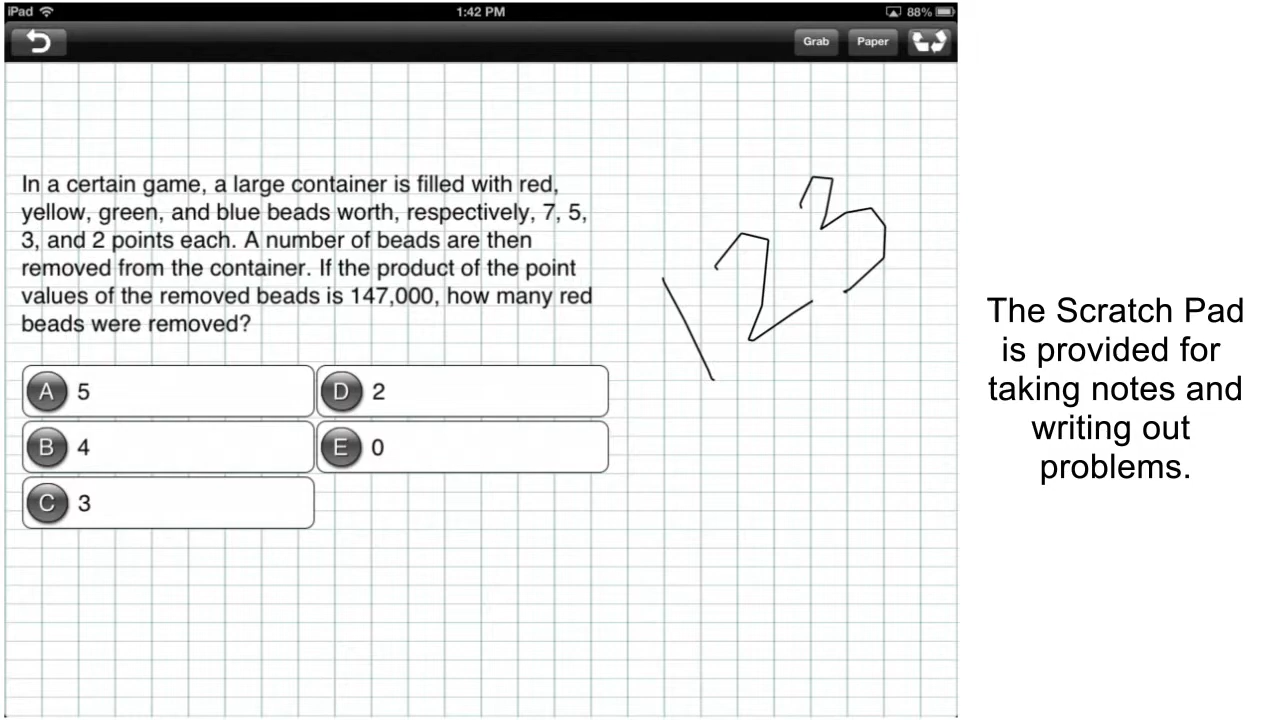 iPad 1:42 PM 88%
Grab Paper
In a certain game, a large container is filled with red,
yellow, green, and blue beads worth, respectively, 7, 5,
3, and 2 points each. A number of beads are then
removed from the container. If the product of the point
values of the removed beads is 147,000, how many red
beads were removed?
A 5
D 2
B 4
E 0
C 3
1 2 3
The Scratch Pad
is provided for
taking notes and
writing out
problems.